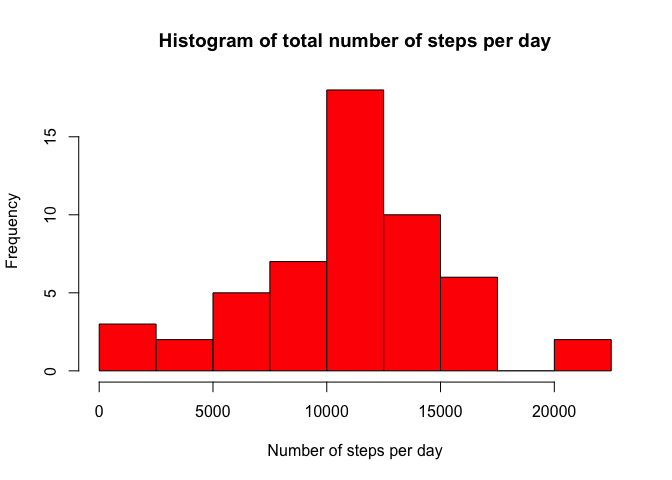 Histogram of total number of steps per day
Frequency
15
10
5
0
0 5000 10000 15000 20000
Number of steps per day